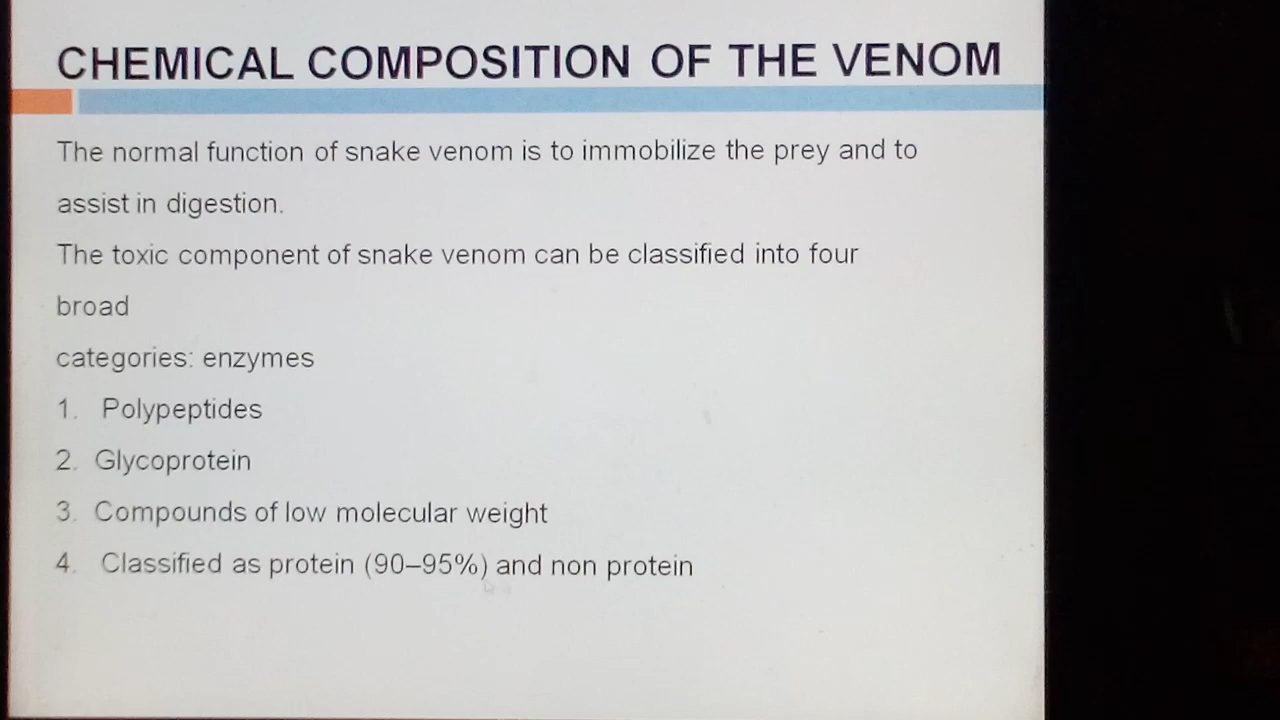 CHEMICAL COMPOSITION OF THE VENOM
The normal function of snake venom is to immobilize the prey and to
assist in digestion.
The toxic component of snake venom can be classified into four
broad
categories: enzymes
1. Polypeptides
2. Glycoprotein
3. Compounds of low molecular weight
4. Classified as protein (90–95%) and non protein